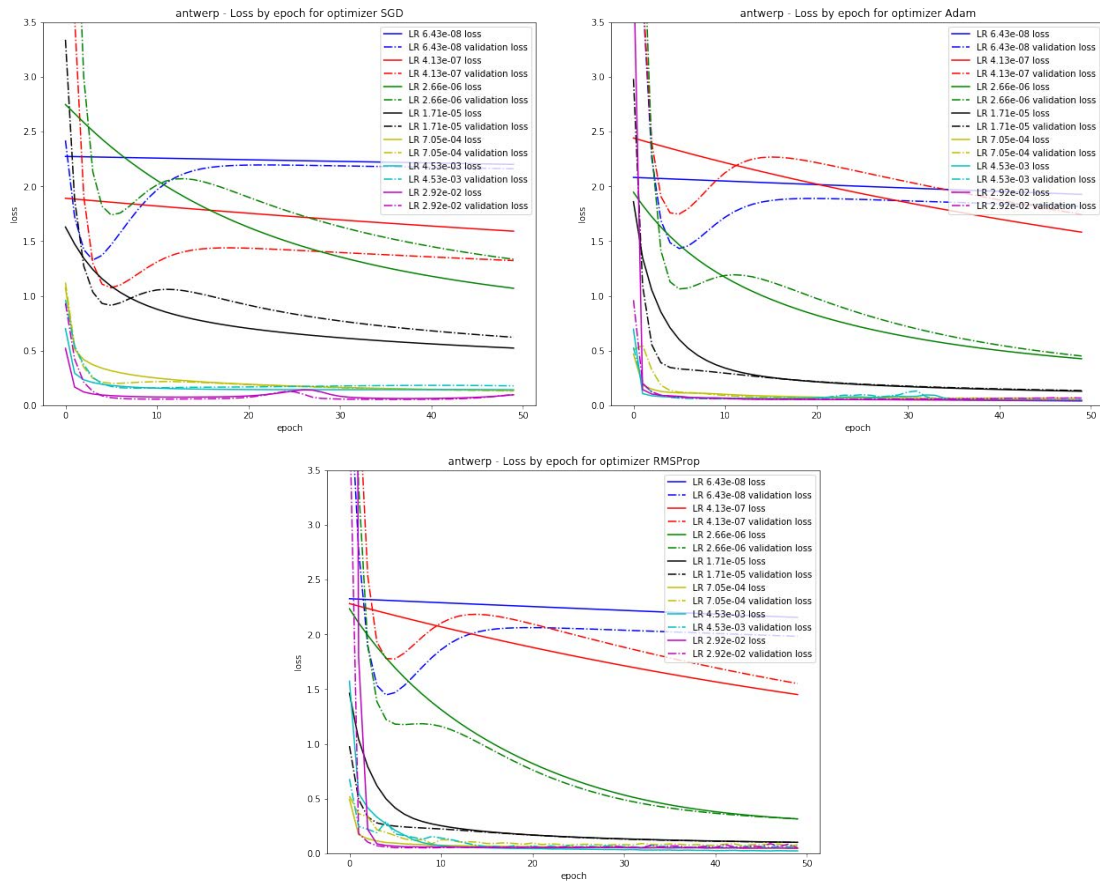 antwerp - Loss by epoch for optimizer SGD
3.5
3.0
2.5
2.0
1.5
1.0
0.5
0.0
loss
0
10
20
30
40
50
epoch
LR 6.43e-08 loss
LR 6.43e-08 validation loss
LR 4.13e-07 loss
LR 4.13e-07 validation loss
LR 2.66e-06 loss
LR 2.66e-06 validation loss
LR 1.71e-05 loss
LR 1.71e-05 validation loss
LR 7.05e-04 loss
LR 7.05e-04 validation loss
LR 4.53e-03 loss
LR 4.53e-03 validation loss
LR 2.92e-02 loss
LR 2.92e-02 validation loss
antwerp - Loss by epoch for optimizer Adam
3.5
3.0
2.5
2.0
1.5
1.0
0.5
0.0
loss
0
10
20
30
40
50
epoch
LR 6.43e-08 loss
LR 6.43e-08 validation loss
LR 4.13e-07 loss
LR 4.13e-07 validation loss
LR 2.66e-06 loss
LR 2.66e-06 validation loss
LR 1.71e-05 loss
LR 1.71e-05 validation loss
LR 7.05e-04 loss
LR 7.05e-04 validation loss
LR 4.53e-03 loss
LR 4.53e-03 validation loss
LR 2.92e-02 loss
LR 2.92e-02 validation loss
antwerp - Loss by epoch for optimizer RMSProp
3.5
3.0
2.5
2.0
1.5
1.0
0.5
0.0
loss
0
10
20
30
40
50
epoch
LR 6.43e-08 loss
LR 6.43e-08 validation loss
LR 4.13e-07 loss
LR 4.13e-07 validation loss
LR 2.66e-06 loss
LR 2.66e-06 validation loss
LR 1.71e-05 loss
LR 1.71e-05 validation loss
LR 7.05e-04 loss
LR 7.05e-04 validation loss
LR 4.53e-03 loss
LR 4.53e-03 validation loss
LR 2.92e-02 loss
LR 2.92e-02 validation loss